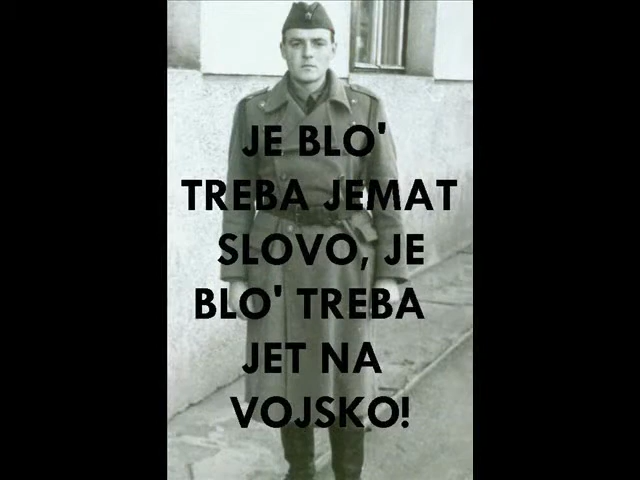 JE BLO'
TREBA JEMAT
SLOVO, JE
BLO' TREBA
JET NA
VOJSKO!